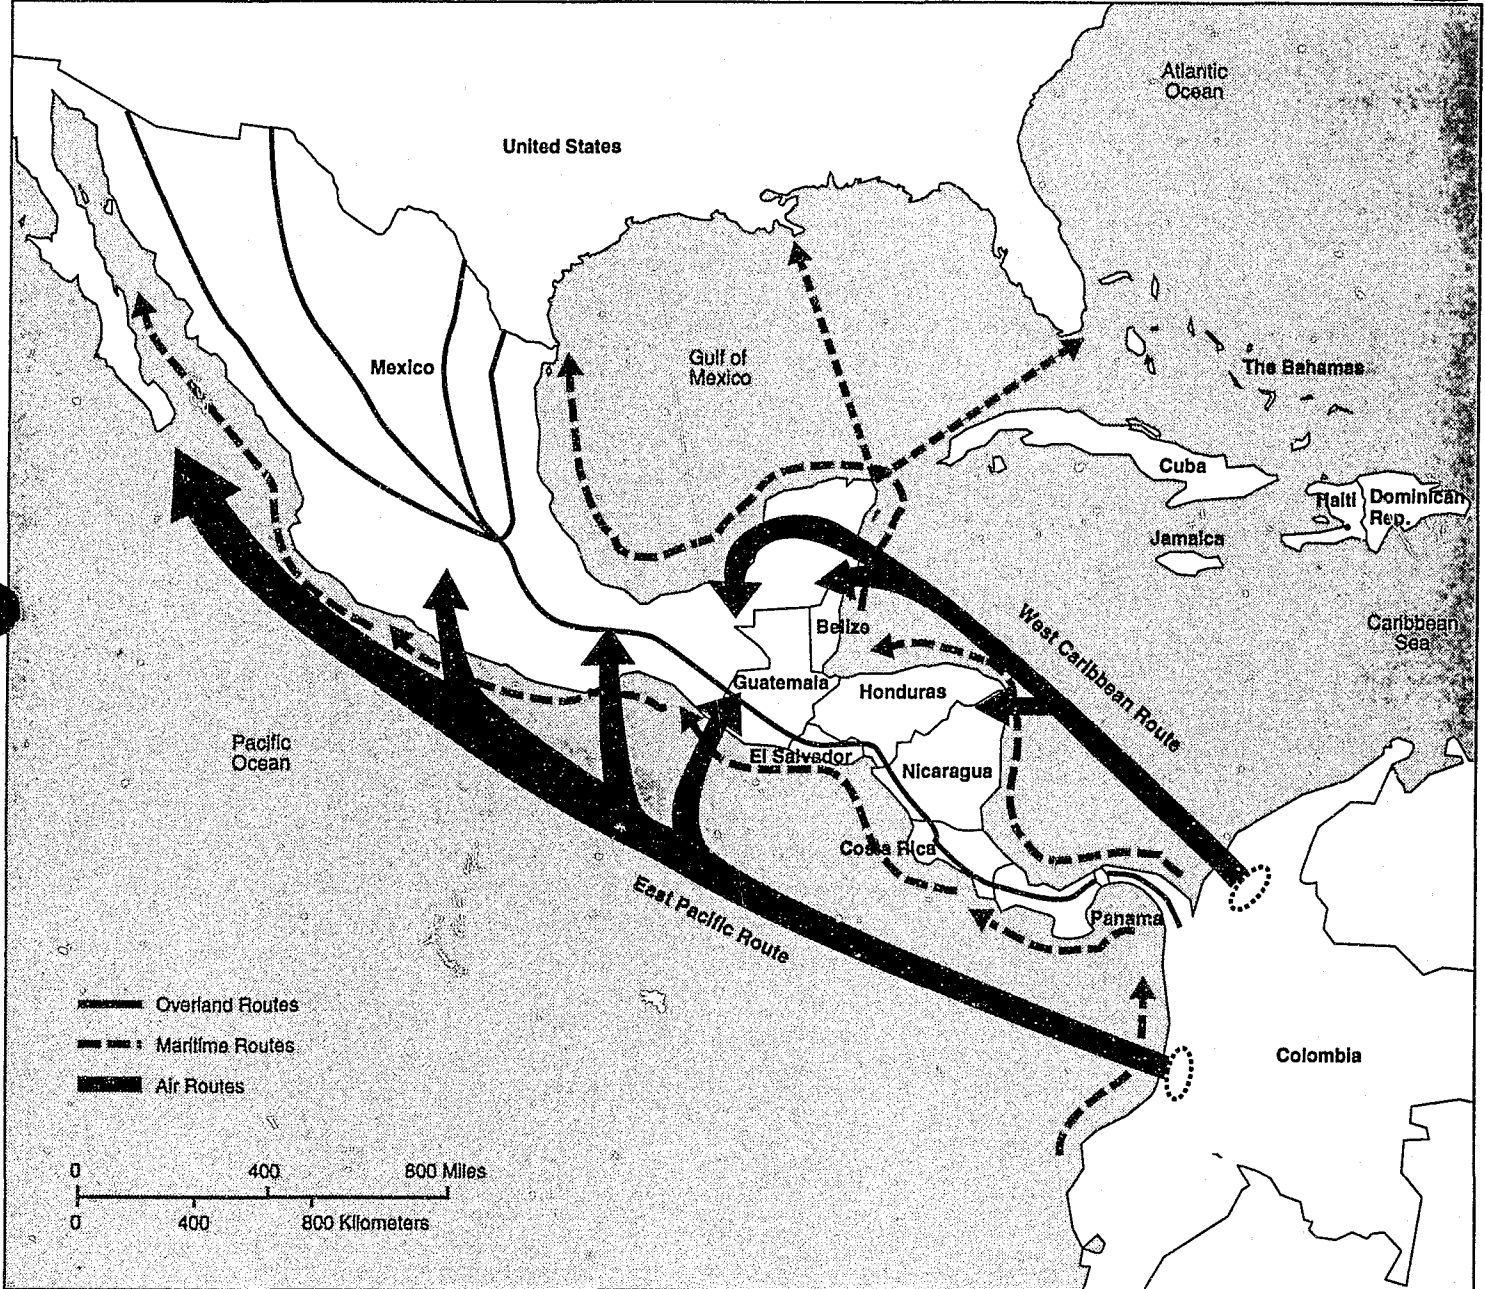 Atlantic
Ocean
United States
Gulf of
Mexico
Mexico
The Bahamas
Cuba
Haiti
Dominican
Rep.
Jamaica
Caribbean
Sea
Belize
West Caribbean Route
Guatemala
Honduras
Pacific
Ocean
El Salvador
Nicaragua
Costa Rica
East Pacific Route
Panama
Overland Routes
Maritime Routes
Air Routes
Colombia
0 400 800 Miles
0 400 800 Kilometers